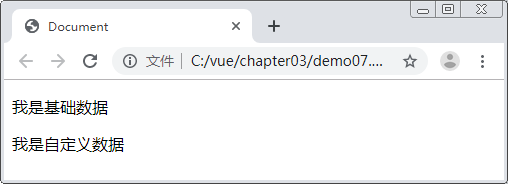 Document
文件 C:/vue/chapter03/demo07....
我是基础数据
我是自定义数据